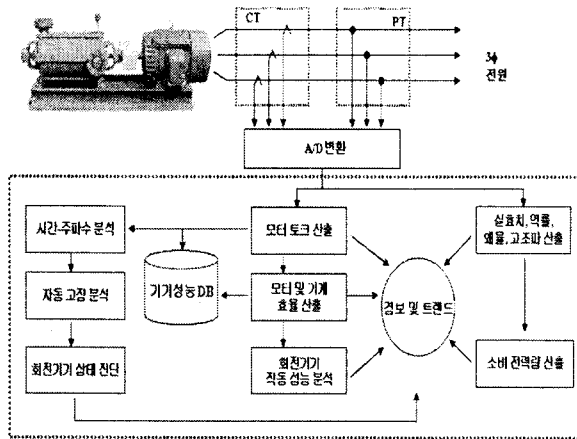 CT
PT
3ϕ
전원
A/D 변환
시간-주파수 분석
모터 토크 산출
실효치, 역률,
왜율, 고조파 산출
기기성능 DB
자동 고장 분석
모터 및 기계
효율 산출
경보 및 트랜드
회전기기 상태 진단
회전기기
작동 성능 분석
소비 전력량 산출